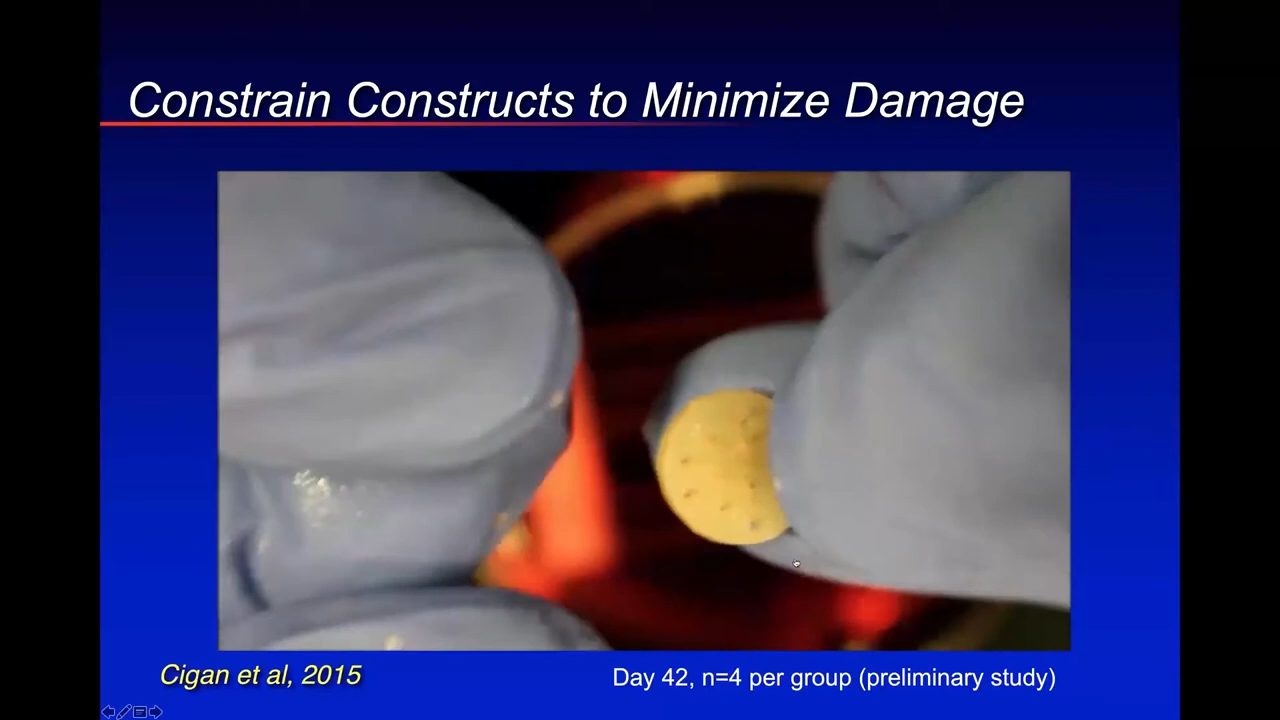 Constrain Constructs to Minimize Damage
Cigan et al, 2015
Day 42, n=4 per group (preliminary study)